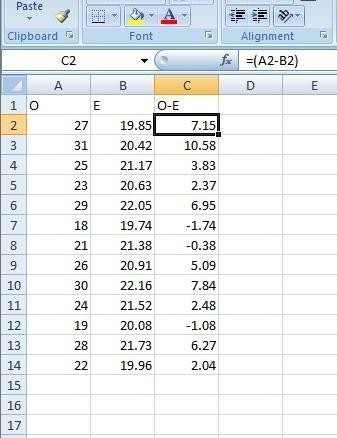 Paste
B I U
Clipboard Font Alignment
C2 fx =(A2-B2)
A B C D E
1 O E O-E
2 27 19.85 7.15
3 31 20.42 10.58
4 25 21.17 3.83
5 23 20.63 2.37
6 29 22.05 6.95
7 18 19.74 -1.74
8 21 21.38 -0.38
9 26 20.91 5.09
10 30 22.16 7.84
11 24 21.52 2.48
12 19 20.08 -1.08
13 28 21.73 6.27
14 22 19.96 2.04
15
16
17